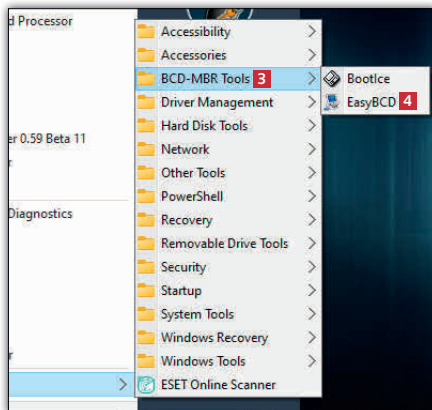 d Processor
er 0.59 Beta 11
r
Diagnostics
r
Accessibility
Accessories
BCD-MBR Tools 3
Driver Management
Hard Disk Tools
Network
Other Tools
PowerShell
Recovery
Removable Drive Tools
Security
Startup
System Tools
Windows Recovery
Windows Tools
ESET Online Scanner
BootIce
EasyBCD 4